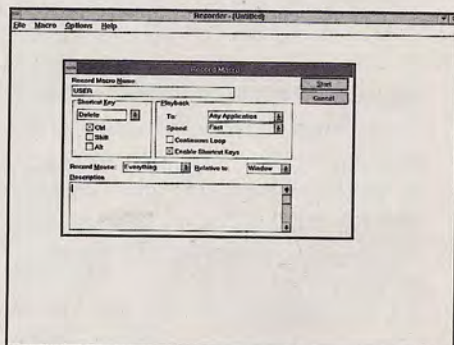 Recorder - (Untitled)
File Macro Options Help
Record Macro
Record Macro Name:
USER
Start
Cancel
Shortcut Key
Delete
Ctrl
Shift
Alt
Playback
To: Any Application
Speed: Fast
Continuous Loop
Enable Shortcut Keys
Record Mouse: Everything Relative to: Window
Description